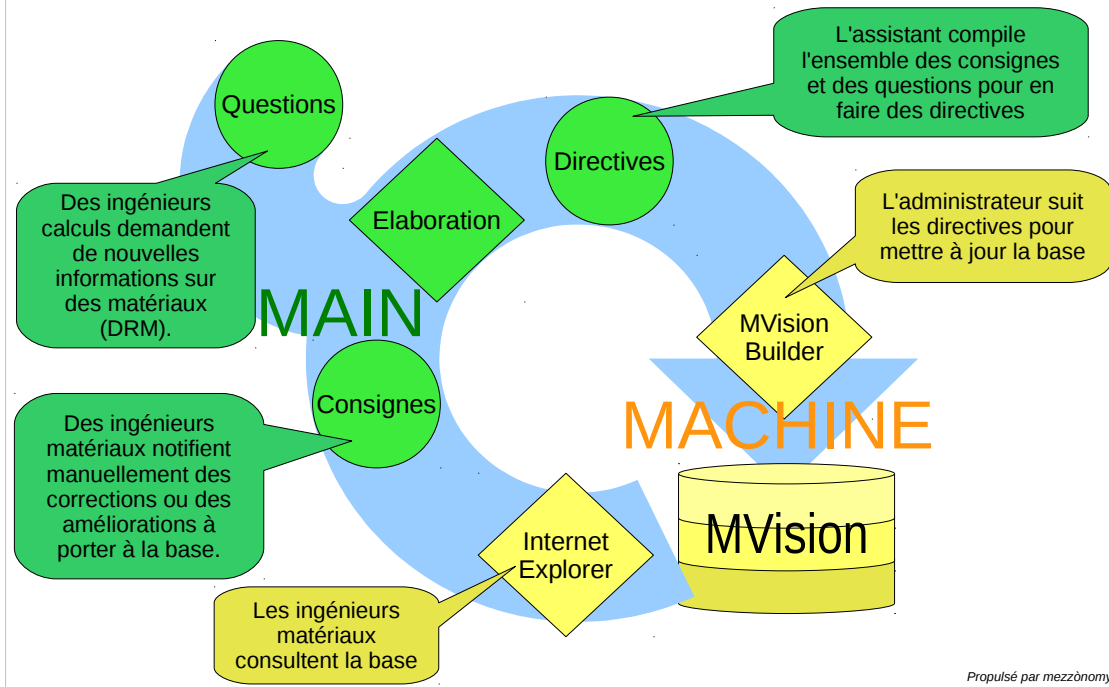 Questions
L'assistant compile
l'ensemble des consignes
et des questions pour en
faire des directives
Directives
Elaboration
Des ingénieurs
calculs demandent
de nouvelles
informations sur
des matériaux
(DRM).
L'administrateur suit
les directives pour
mettre à jour la base
MAIN
MVision
Builder
Consignes
MACHINE
Des ingénieurs
matériaux notifient
manuellement des
corrections ou des
améliorations à
porter à la base.
MVision
Internet
Explorer
Les ingénieurs
matériaux
consultent la base
Propulsé par mezzònomy